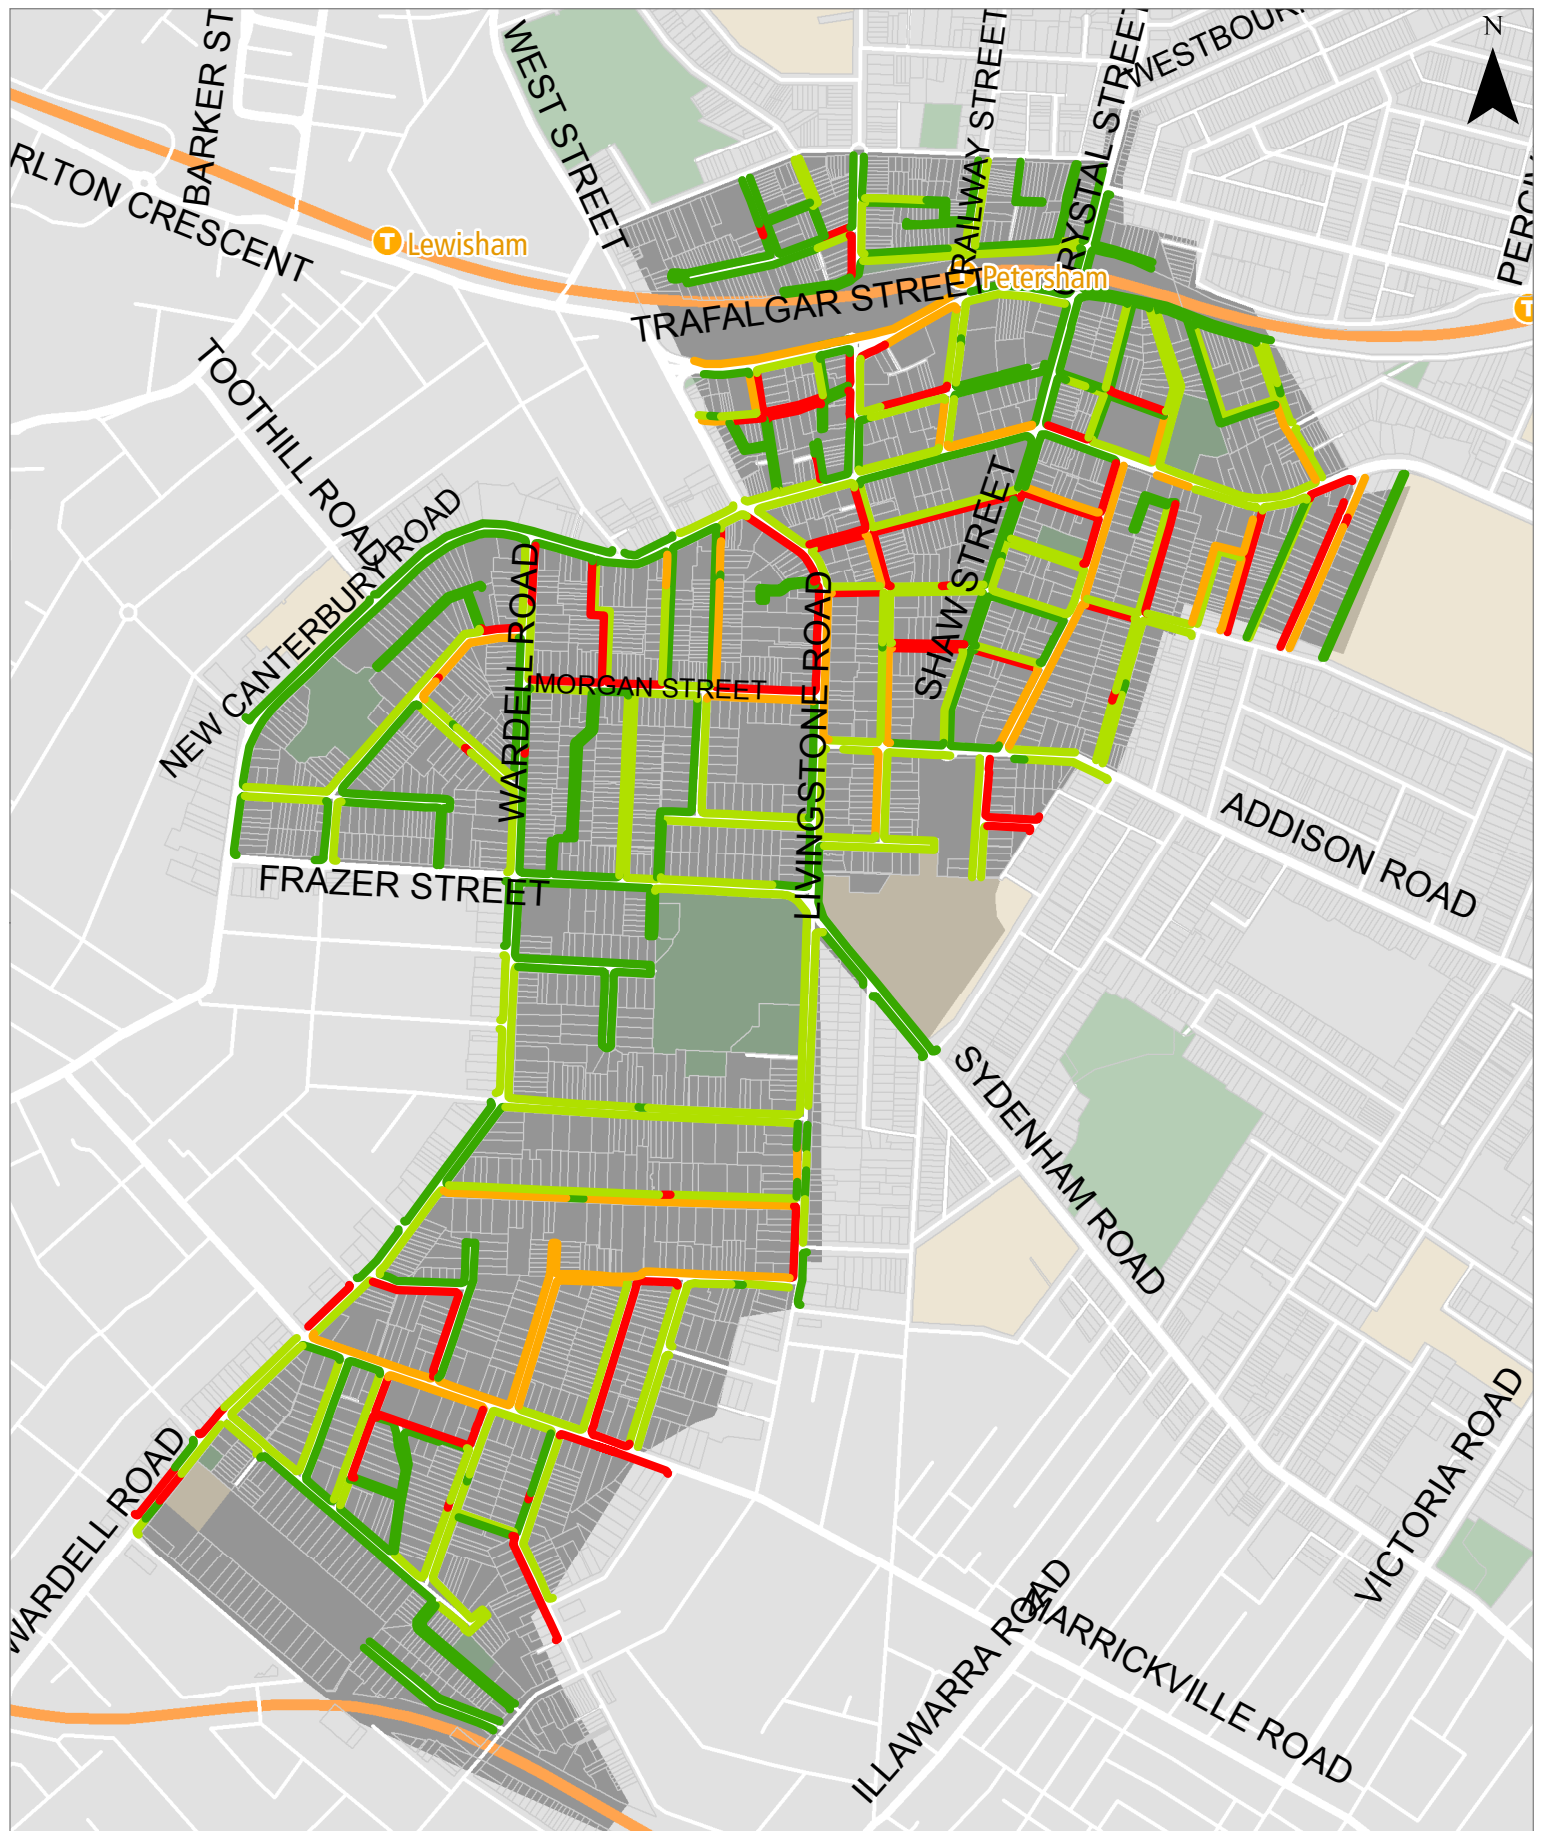 BARKER ST
WEST STREET
RAILWAY STREET
CRYSTAL STREET
WESTBOUR
N
RLTON CRESCENT
T
Lewisham
PERCIV
Petersham
T
TRAFALGAR STREET
TOOTHILL ROAD
NEW CANTERBURY ROAD
WARDELL ROAD
SHAW STREET
LIVINGSTONE ROAD
MORGAN STREET
ADDISON ROAD
FRAZER STREET
SYDENHAM ROAD
WARDELL ROAD
VICTORIA ROAD
ILLAWARRA ROAD
MARRICKVILLE ROAD